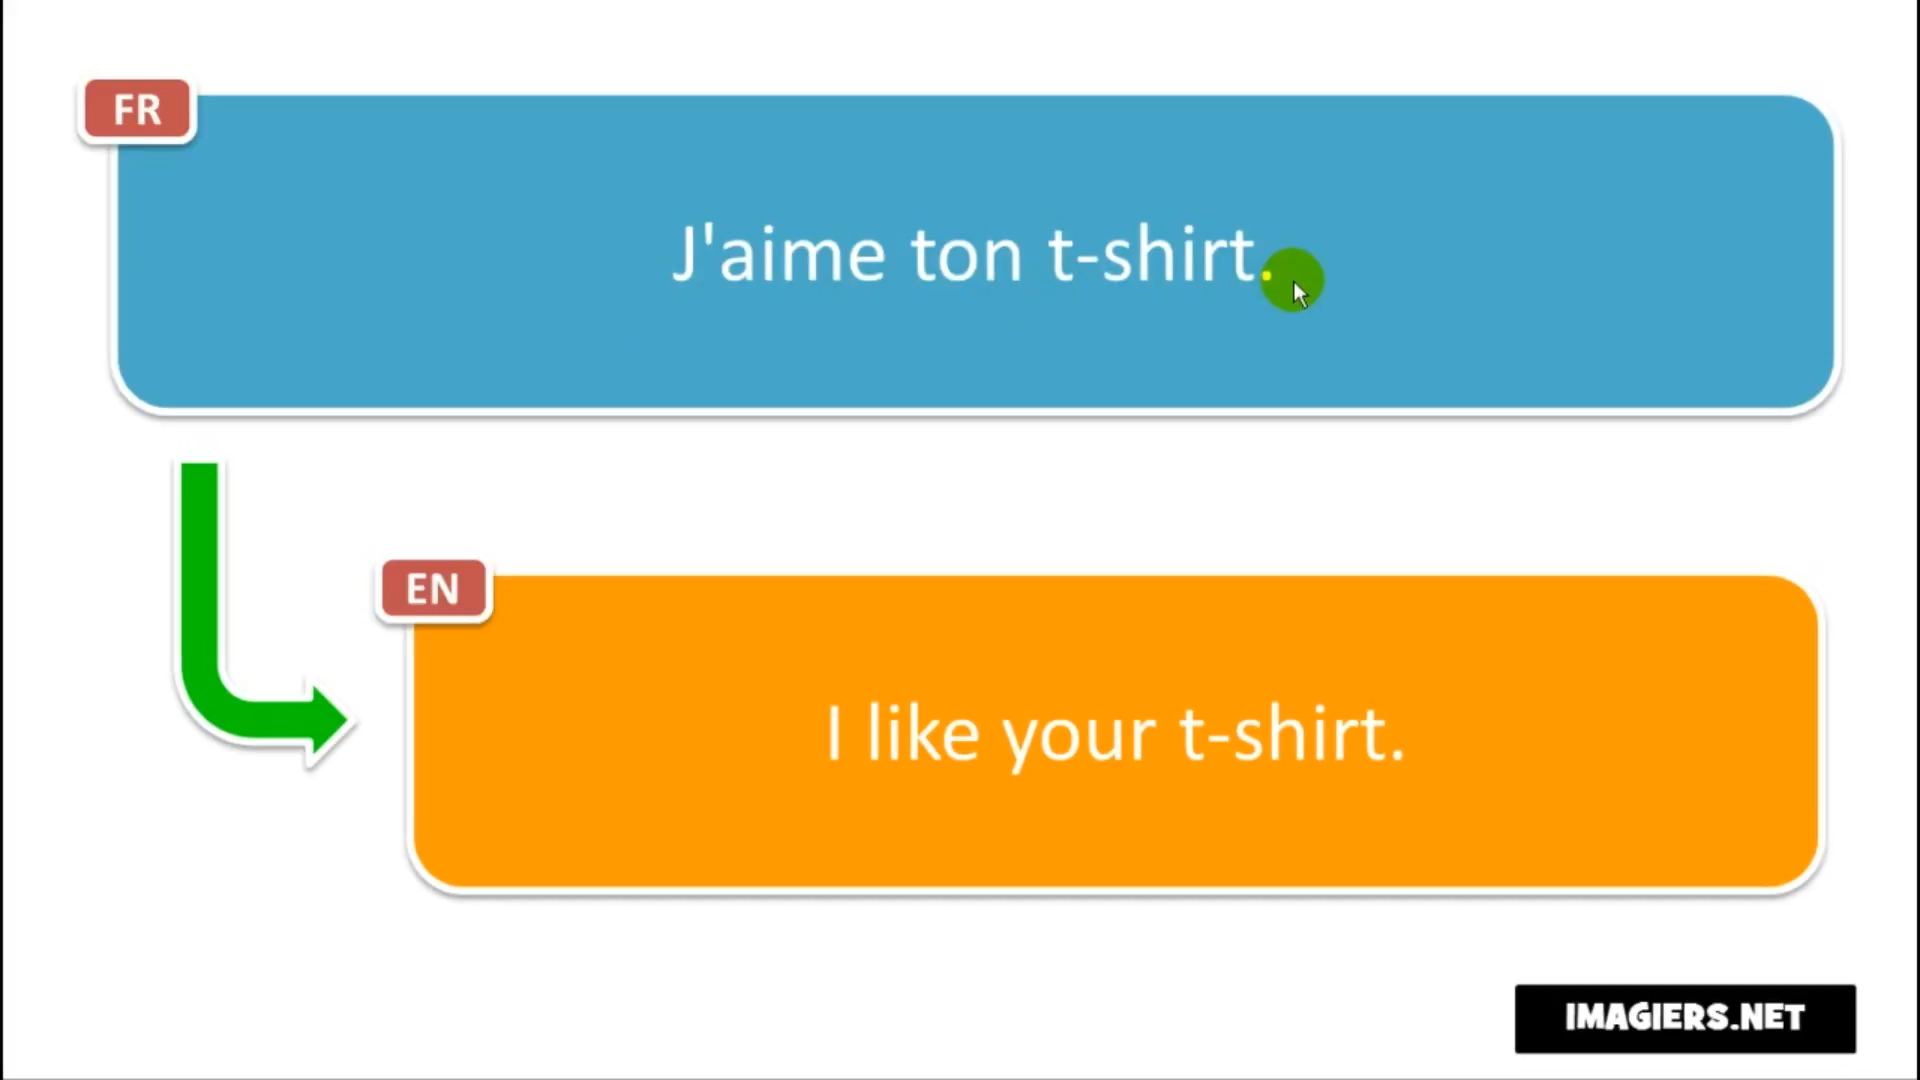 FR
J'aime ton t-shirt.
EN
I like your t-shirt.
IMAGIERS.NET